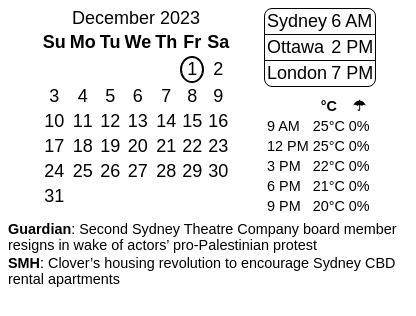 December 2023
Su Mo Tu We Th Fr Sa
1 2
3 4 5 6 7 8 9
10 11 12 13 14 15 16
17 18 19 20 21 22 23
24 25 26 27 28 29 30
31
Sydney 6 AM
Ottawa 2 PM
London 7 PM
°C ☂
9 AM 25°C 0%
12 PM 25°C 0%
3 PM 22°C 0%
6 PM 21°C 0%
9 PM 20°C 0%
Guardian: Second Sydney Theatre Company board member
resigns in wake of actors’ pro-Palestinian protest
SMH: Clover’s housing revolution to encourage Sydney CBD
rental apartments